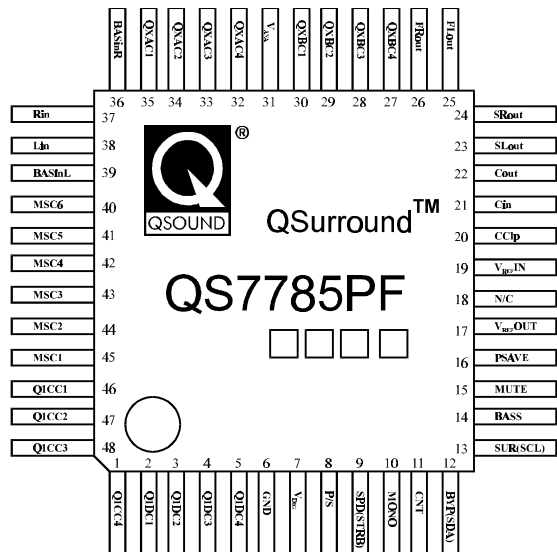 BASinR QXAC1 QXAC2 QXAC3 QXAC4 QXBC1 QXBC2 QXBC3 QXBC4 FRout FLout
36 35 34 33 32 31 30 29 28 27 26 25
Rin 37
Lin 38
BASinL 39
MSC6 40
MSC5 41
MSC4 42
MSC3 43
MSC2 44
MSC1 45
Q1CC1 46
Q1CC2 47
Q1CC3 48
QSOUND ®
QSurround™
QS7785PF
24 SRout
23 SLout
22 Cout
21 Cin
20 CClp
19 VREFIN
18 N/C
17 VREFOUT
16 PSAVE
15 MUTE
14 BASS
13 SUR(SCL)
1 2 3 4 5 6 7 8 9 10 11 12
Q1CC4 Q1DC1 Q1DC2 Q1DC3 Q1DC4 GND P/S SPD(STRB) MONO CNT BYP(SDA)